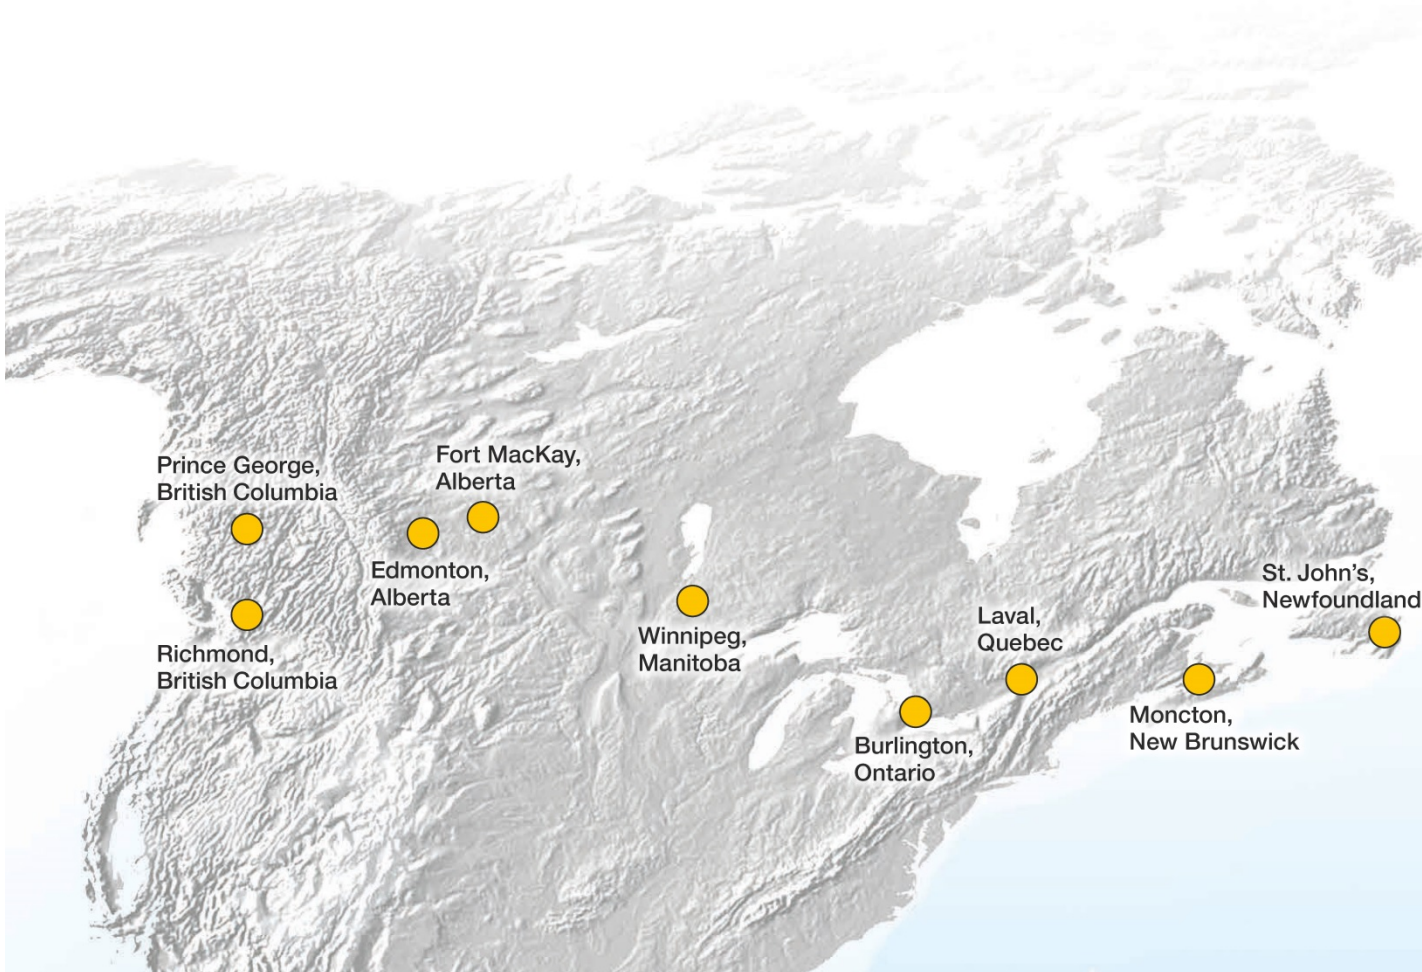 Fort MacKay,
Alberta
Prince George,
British Columbia
Edmonton,
Alberta
St. John’s,
Newfoundland
Laval,
Quebec
Winnipeg,
Manitoba
Richmond,
British Columbia
Moncton,
New Brunswick
Burlington,
Ontario